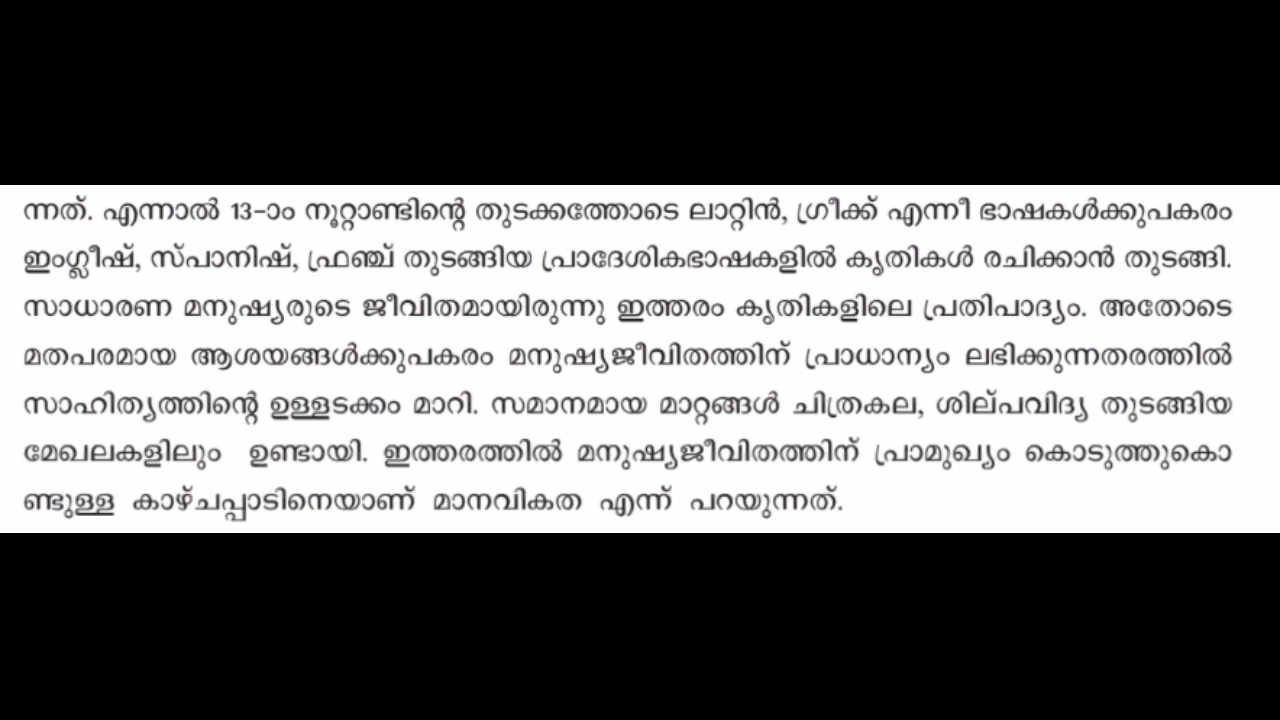 ന്നത്. എന്നാൽ 13-ാം നൂറ്റാണ്ടിന്റെ തുടക്കത്തോടെ ലാറ്റിൻ, ഗ്രീക്ക് എന്നീ ഭാഷകൾക്കുപകരം
ഇംഗ്ലീഷ്, സ്പാനിഷ്, ഫ്രഞ്ച് തുടങ്ങിയ പ്രാദേശികഭാഷകളിൽ കൃതികൾ രചിക്കാൻ തുടങ്ങി.
സാധാരണ മനുഷ്യരുടെ ജീവിതമായിരുന്നു ഇത്തരം കൃതികളിലെ പ്രതിപാദ്യം. അതോടെ
മതപരമായ ആശയങ്ങൾക്കുപകരം മനുഷ്യജീവിതത്തിന് പ്രാധാന്യം ലഭിക്കുന്നതരത്തിൽ
സാഹിത്യത്തിന്റെ ഉള്ളടക്കം മാറി. സമാനമായ മാറ്റങ്ങൾ ചിത്രകല, ശില്പവിദ്യ തുടങ്ങിയ
മേഖലകളിലും ഉണ്ടായി. ഇത്തരത്തിൽ മനുഷ്യജീവിതത്തിന് പ്രാമുഖ്യം കൊടുത്തുകൊ
ണ്ടുള്ള കാഴ്ചപ്പാടിനെയാണ് മാനവികത എന്ന് പറയുന്നത്.